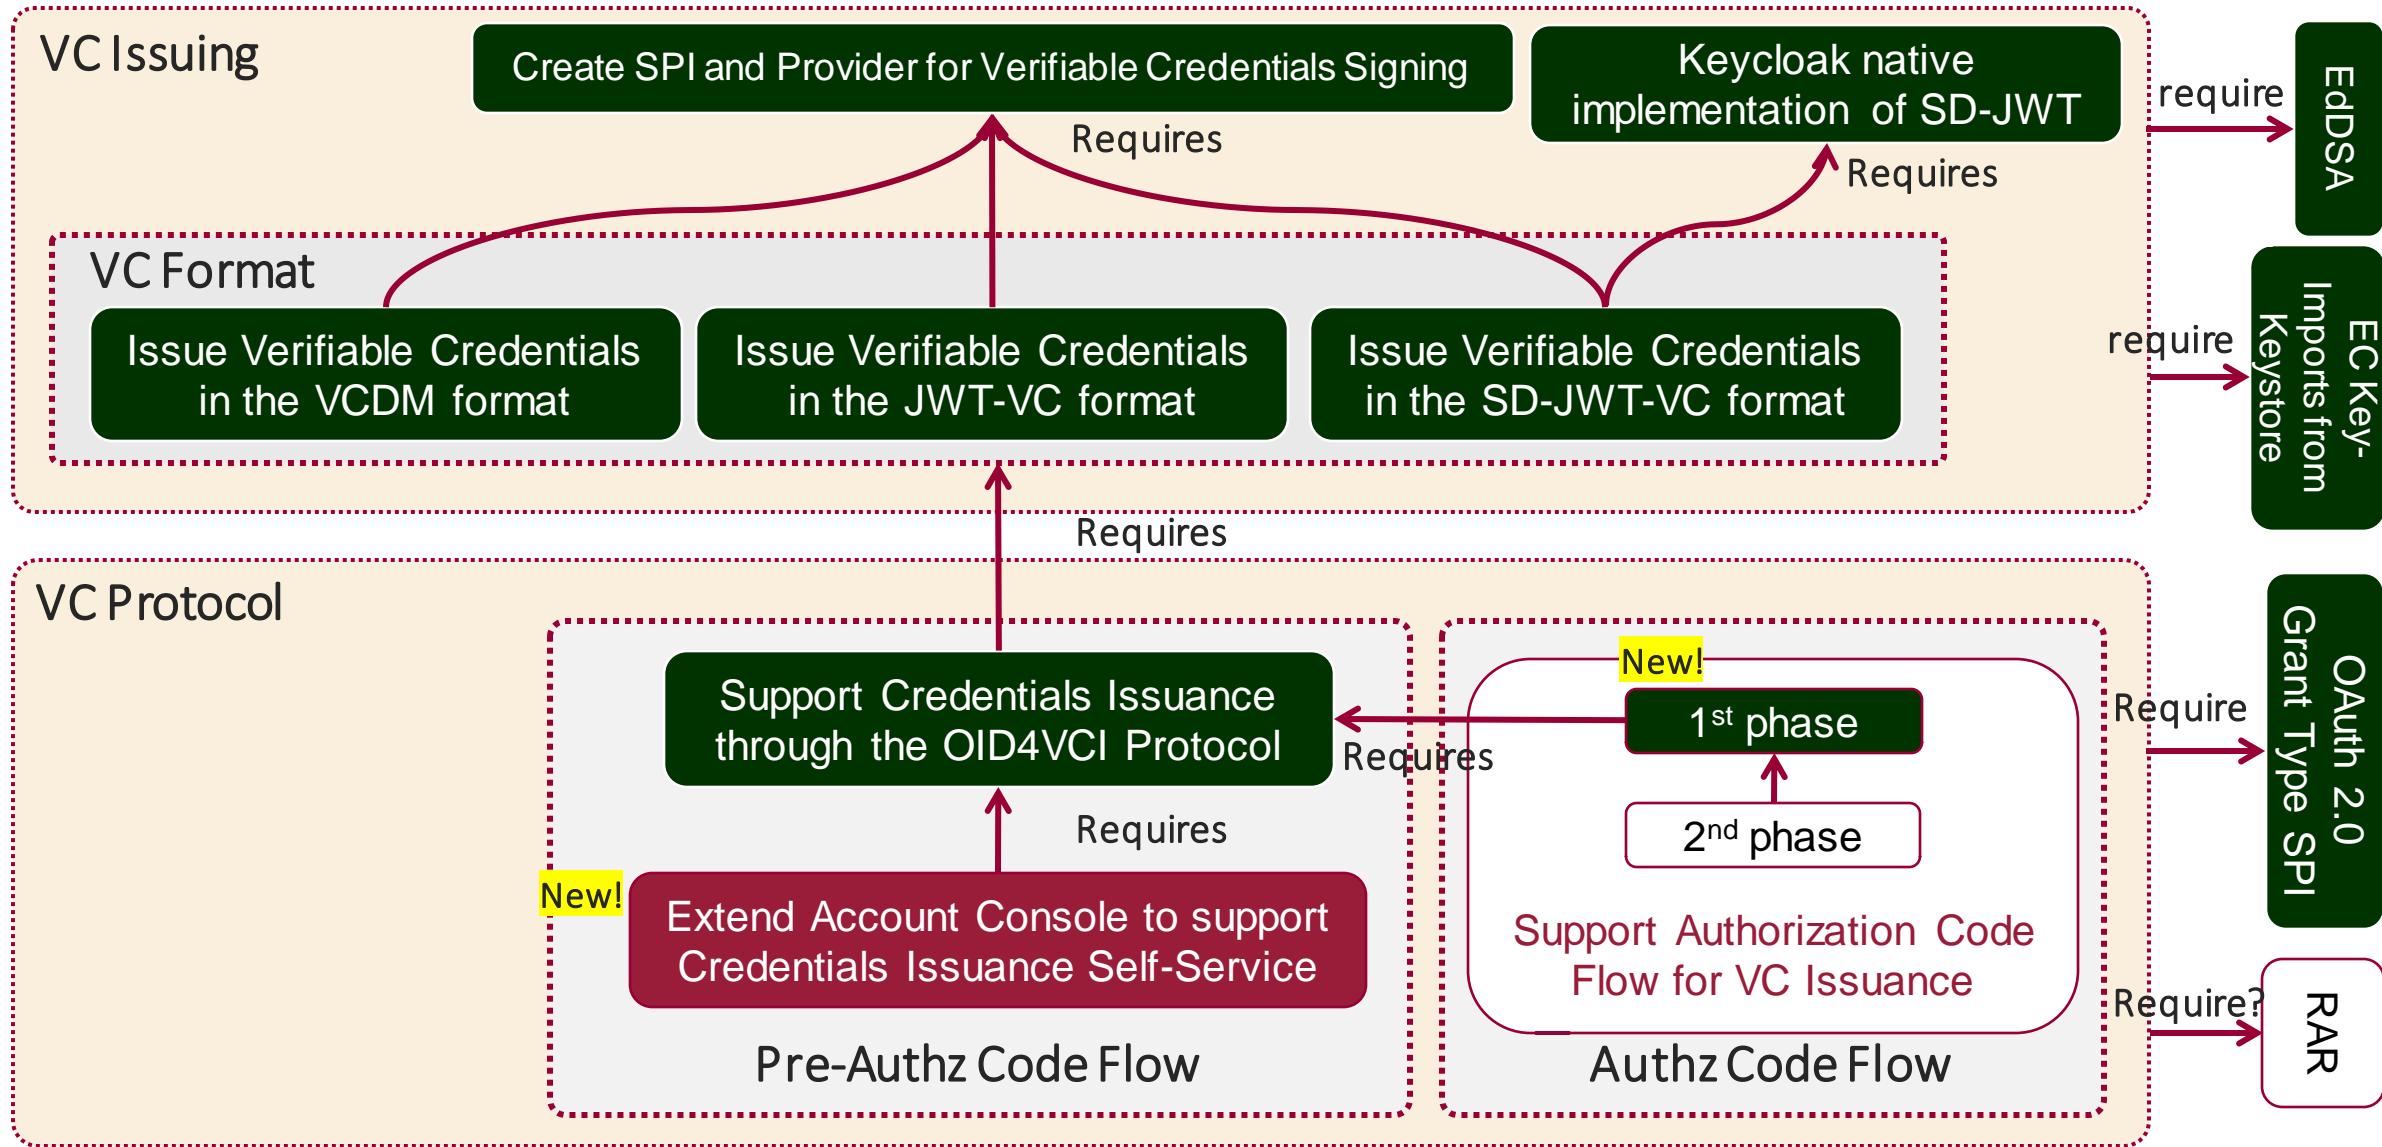 VC Issuing
Create SPI and Provider for Verifiable Credentials Signing
Keycloak native
implementation of SD-JWT
require
EdDSA
Requires
Requires
VC Format
Issue Verifiable Credentials
in the VCDM format
Issue Verifiable Credentials
in the JWT-VC format
Issue Verifiable Credentials
in the SD-JWT-VC format
require
EC Key-
Imports from
Keystore
Requires
VC Protocol
New!
Support Credentials Issuance
through the OID4VCI Protocol
1st phase
Requires
2nd phase
Require
OAuth 2.0
Grant Type SPI
Requires
New!
Extend Account Console to support
Credentials Issuance Self-Service
Support Authorization Code
Flow for VC Issuance
Require?
RAR
Pre-Authz Code Flow
Authz Code Flow